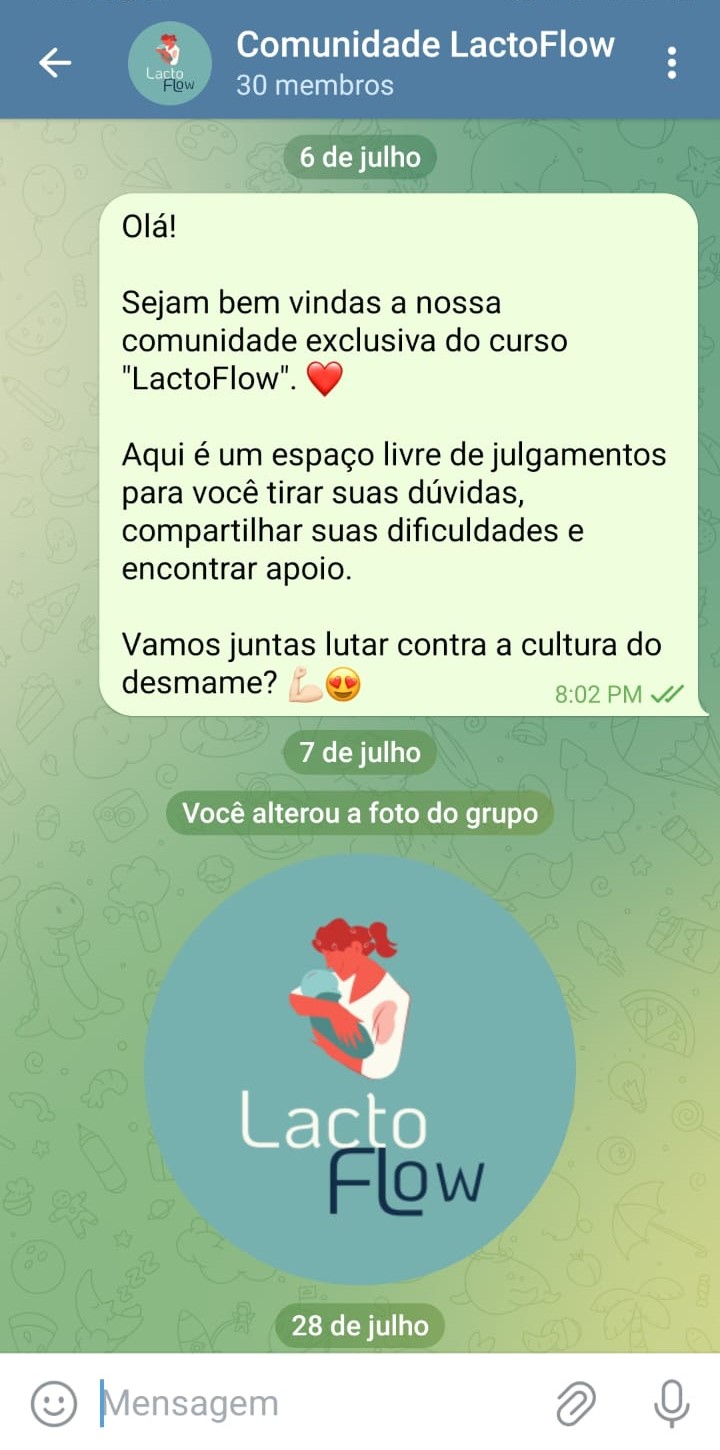 Comunidade LactoFlow
Lacto
Flow
30 membros
6 de julho
Olá!
Sejam bem vindas a nossa
comunidade exclusiva do curso
"LactoFlow". ❤️
Aqui é um espaço livre de julgamentos
para você tirar suas dúvidas,
compartilhar suas dificuldades e
encontrar apoio.
Vamos juntas lutar contra a cultura do
desmame? 💪🏻😍
8:02 PM
7 de julho
Você alterou a foto do grupo
Lacto
Flow
28 de julho
Mensagem